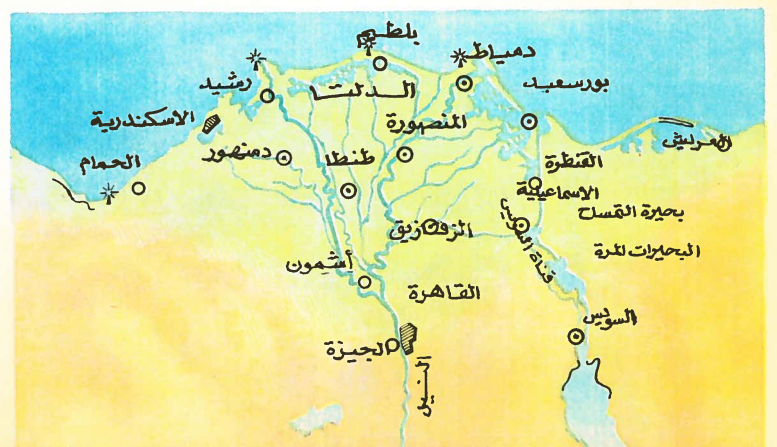 بلطيم
دمياط
رشيد
الدلتا
بورسعيد
الاسكندرية
المنصورة
العريش
الحمام
دمنهور
طنطا
القنطرة
الاسماعيلية
بحيرة التمساح
الزقازيق
قناة السويس
البحيرات المرة
أشمون
القاهرة
السويس
الجيزة
النيل